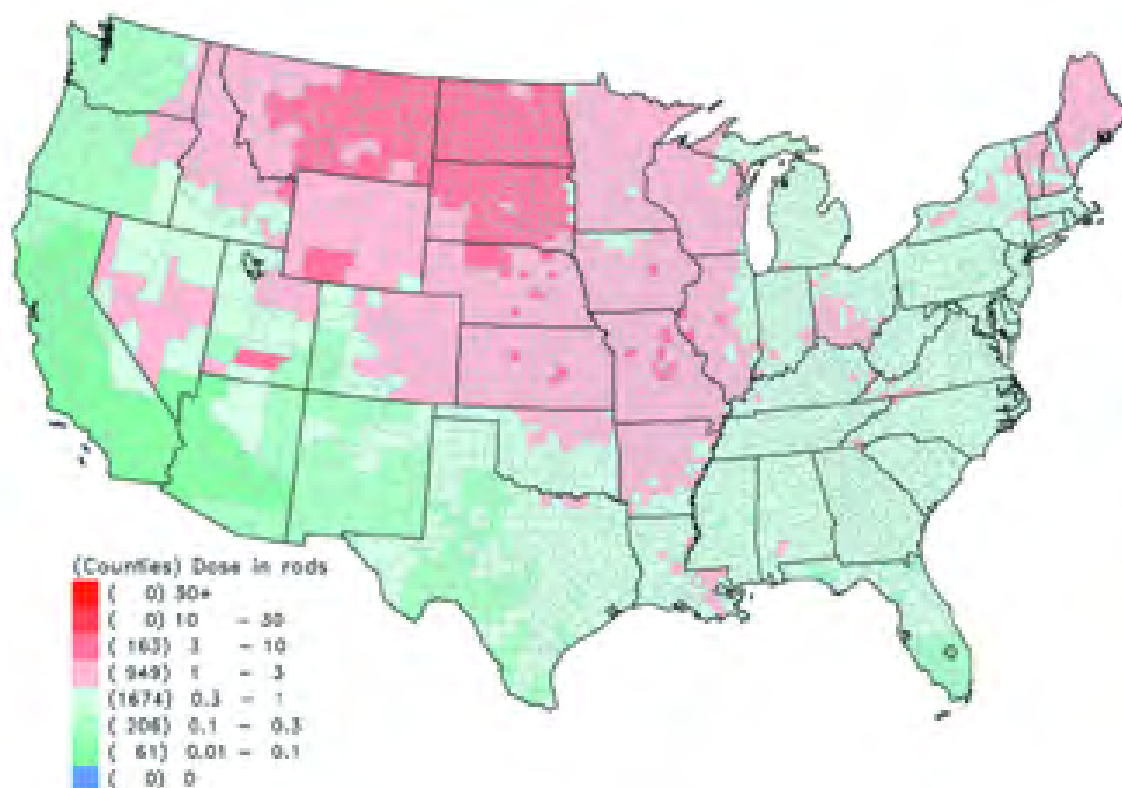 (Counties) Dose in rads
( 0) 30+
( 0) 10 - 30
( 163) 3 - 10
( 949) 1 - 3
(1674) 0.3 - 1
( 206) 0.1 - 0.3
( 61) 0.01 - 0.1
( 0) 0